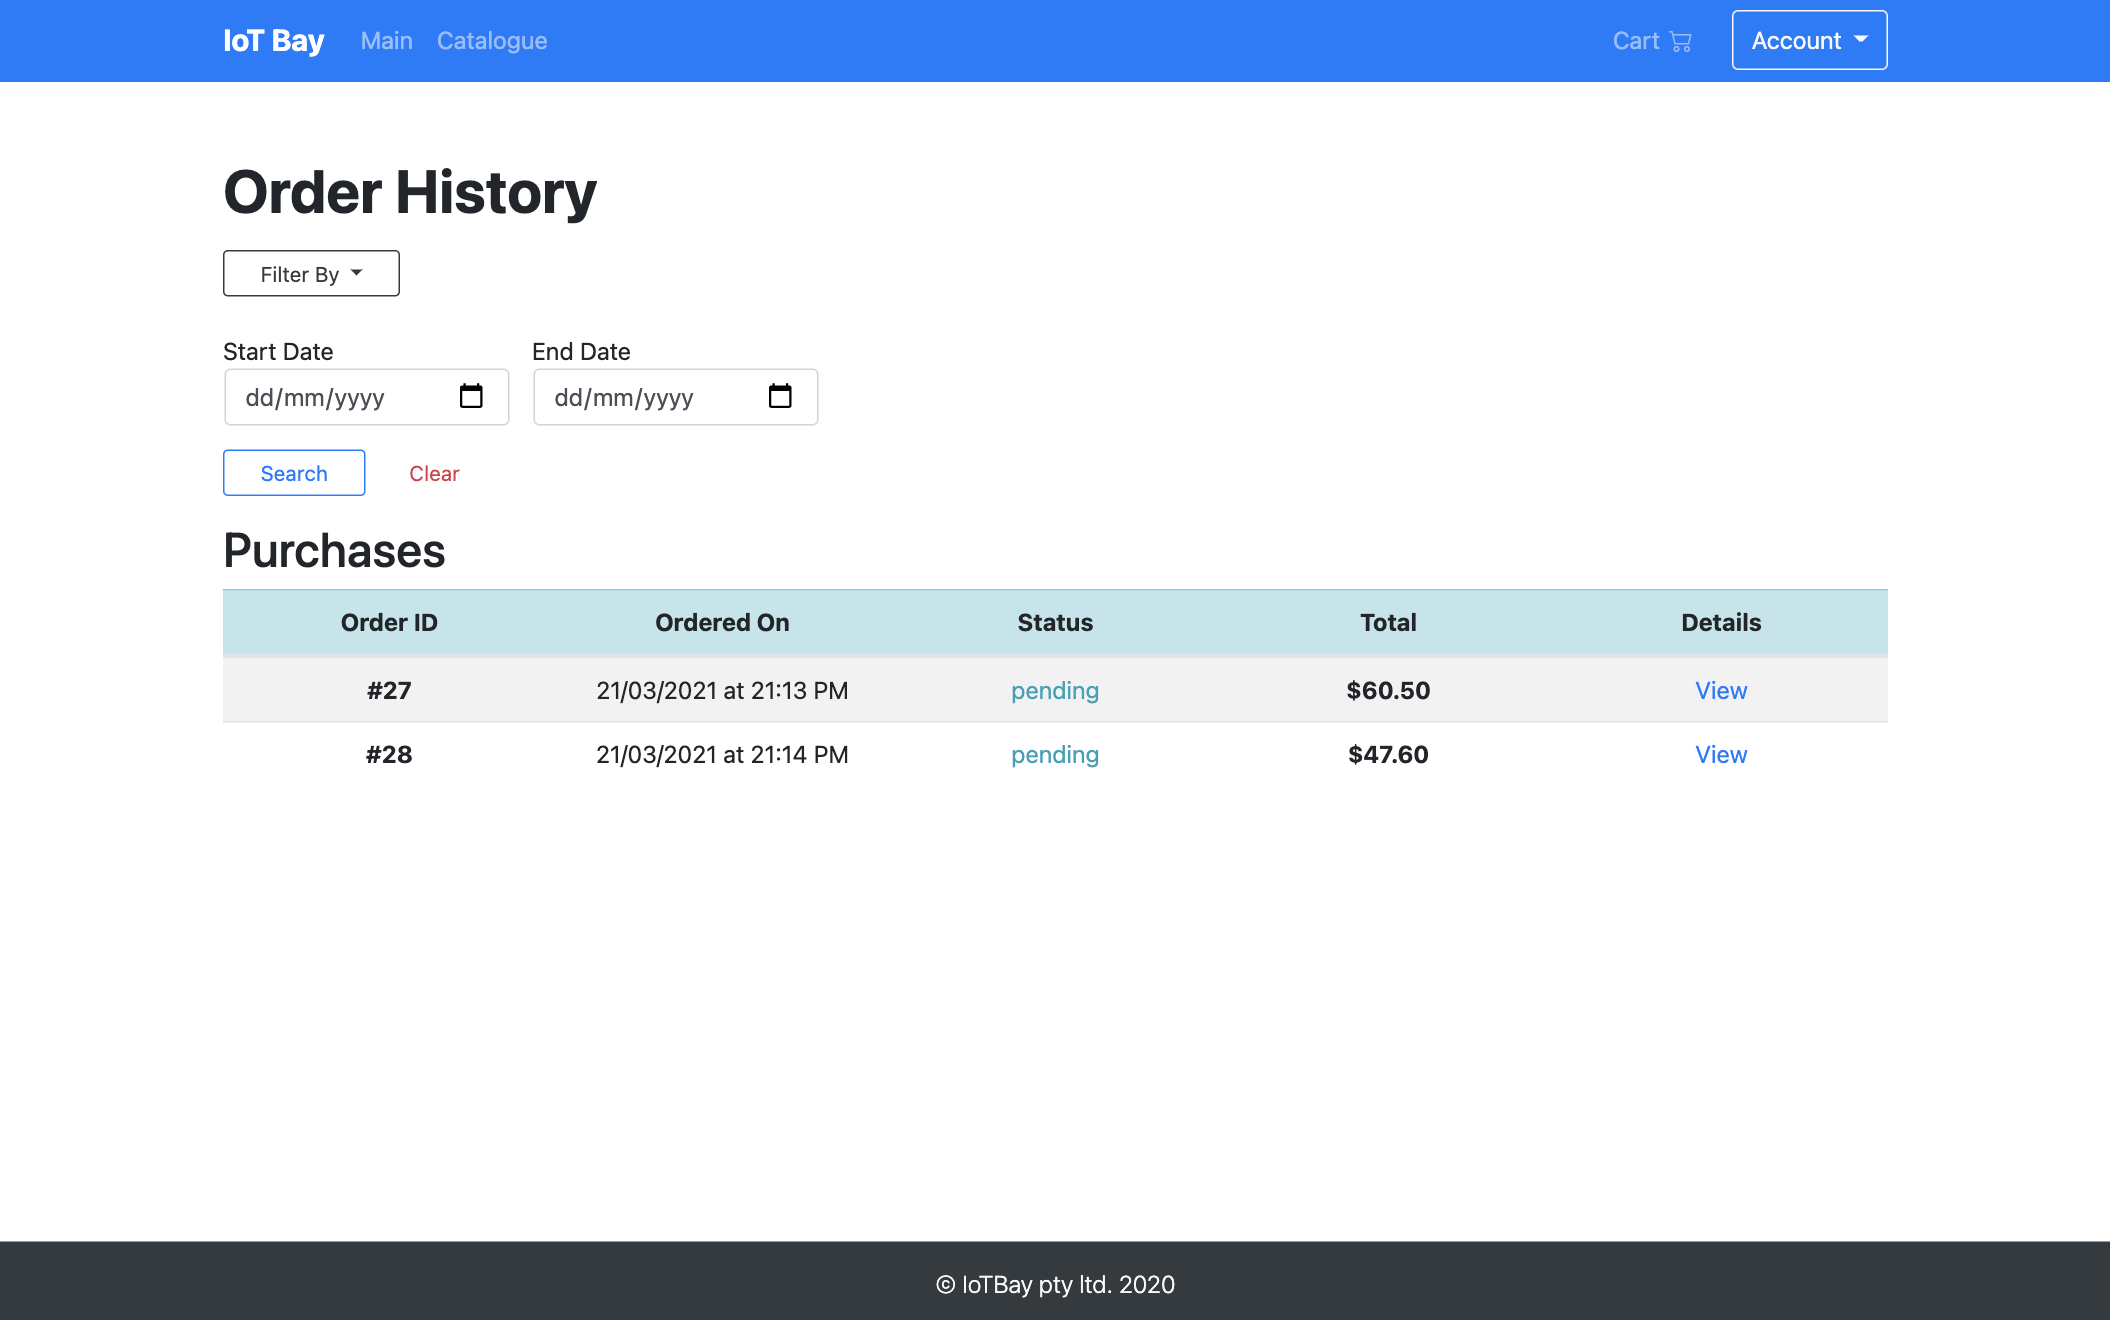 IoT Bay Main Catalogue Cart Account
Order History
Filter By
Start Date End Date
dd/mm/yyyy dd/mm/yyyy
Search Clear
Purchases
Order ID Ordered On Status Total Details
#27 21/03/2021 at 21:13 PM pending $60.50 View
#28 21/03/2021 at 21:14 PM pending $47.60 View
© IoTBay pty ltd. 2020